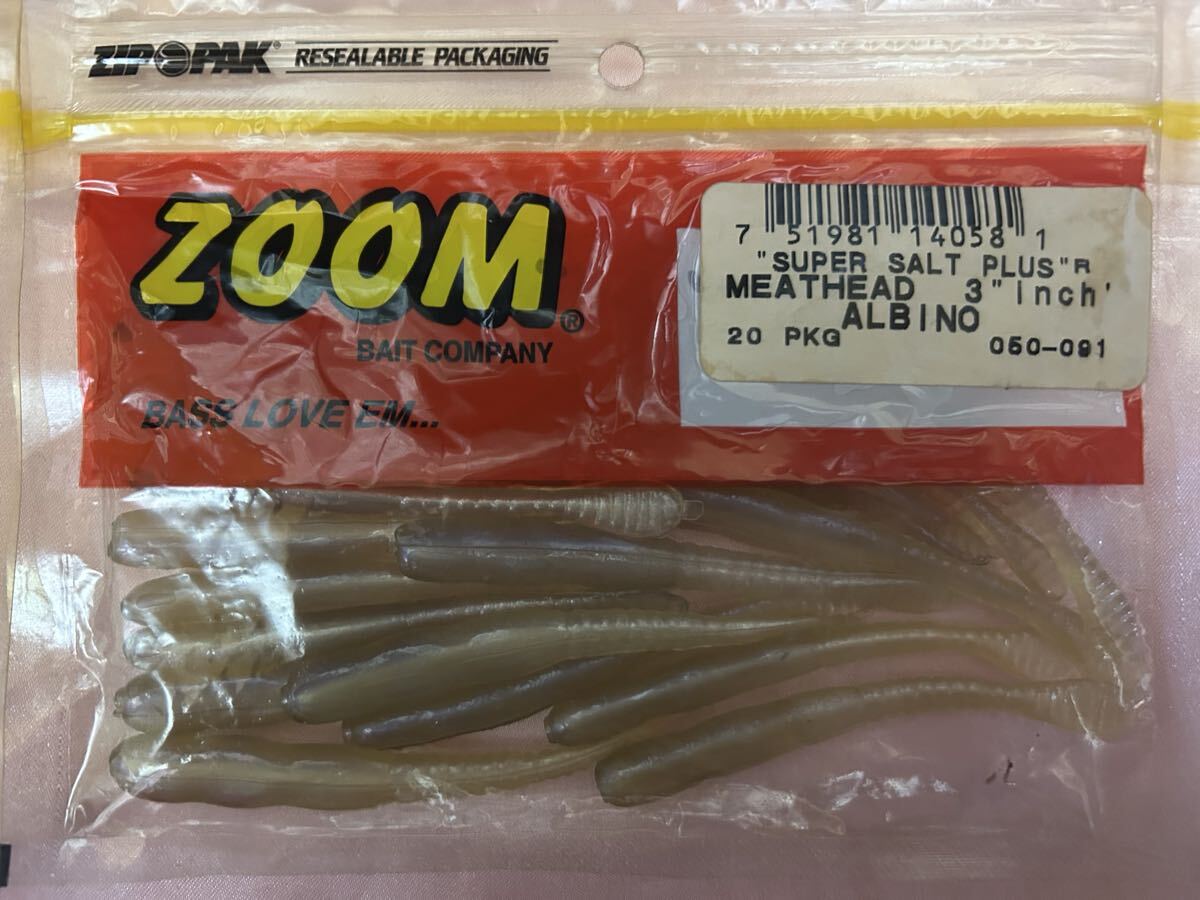 ZIP PAK® RESEALABLE PACKAGING
ZOOM®
BAIT COMPANY
BASS LOVE EM...
7 51981 14058 1
"SUPER SALT PLUS"R
MEATHEAD 3"inch'
ALBINO
20 PKG 050-091